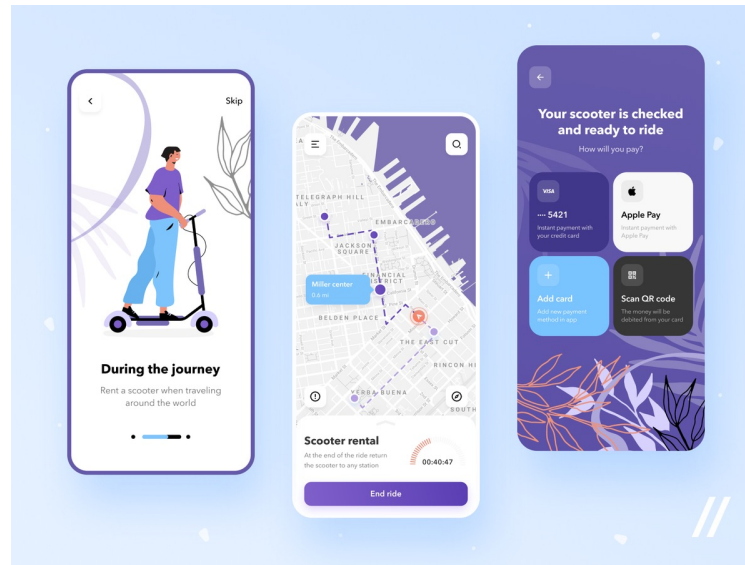 Skip
During the journey
Rent a scooter when traveling
around the world
TELEGRAPH HILL
EMBARCADERO
JACKSON
SQUARE
FINANCIAL
DISTRICT
Miller center
0,6 mi
BELDEN PLACE
THE EAST CUT
RINCON HI
YERBA BUENA
SOUTH
Scooter rental
At the end of the ride return
the scooter to any station
00:40:47
End ride
Your scooter is checked
and ready to ride
How will you pay?
VISA
···· 5421
Instant payment with
your credit card
Apple Pay
Instant payment with
Apple Pay
Add card
Add new payment
method in app
Scan QR code
The money will be
debited from your card